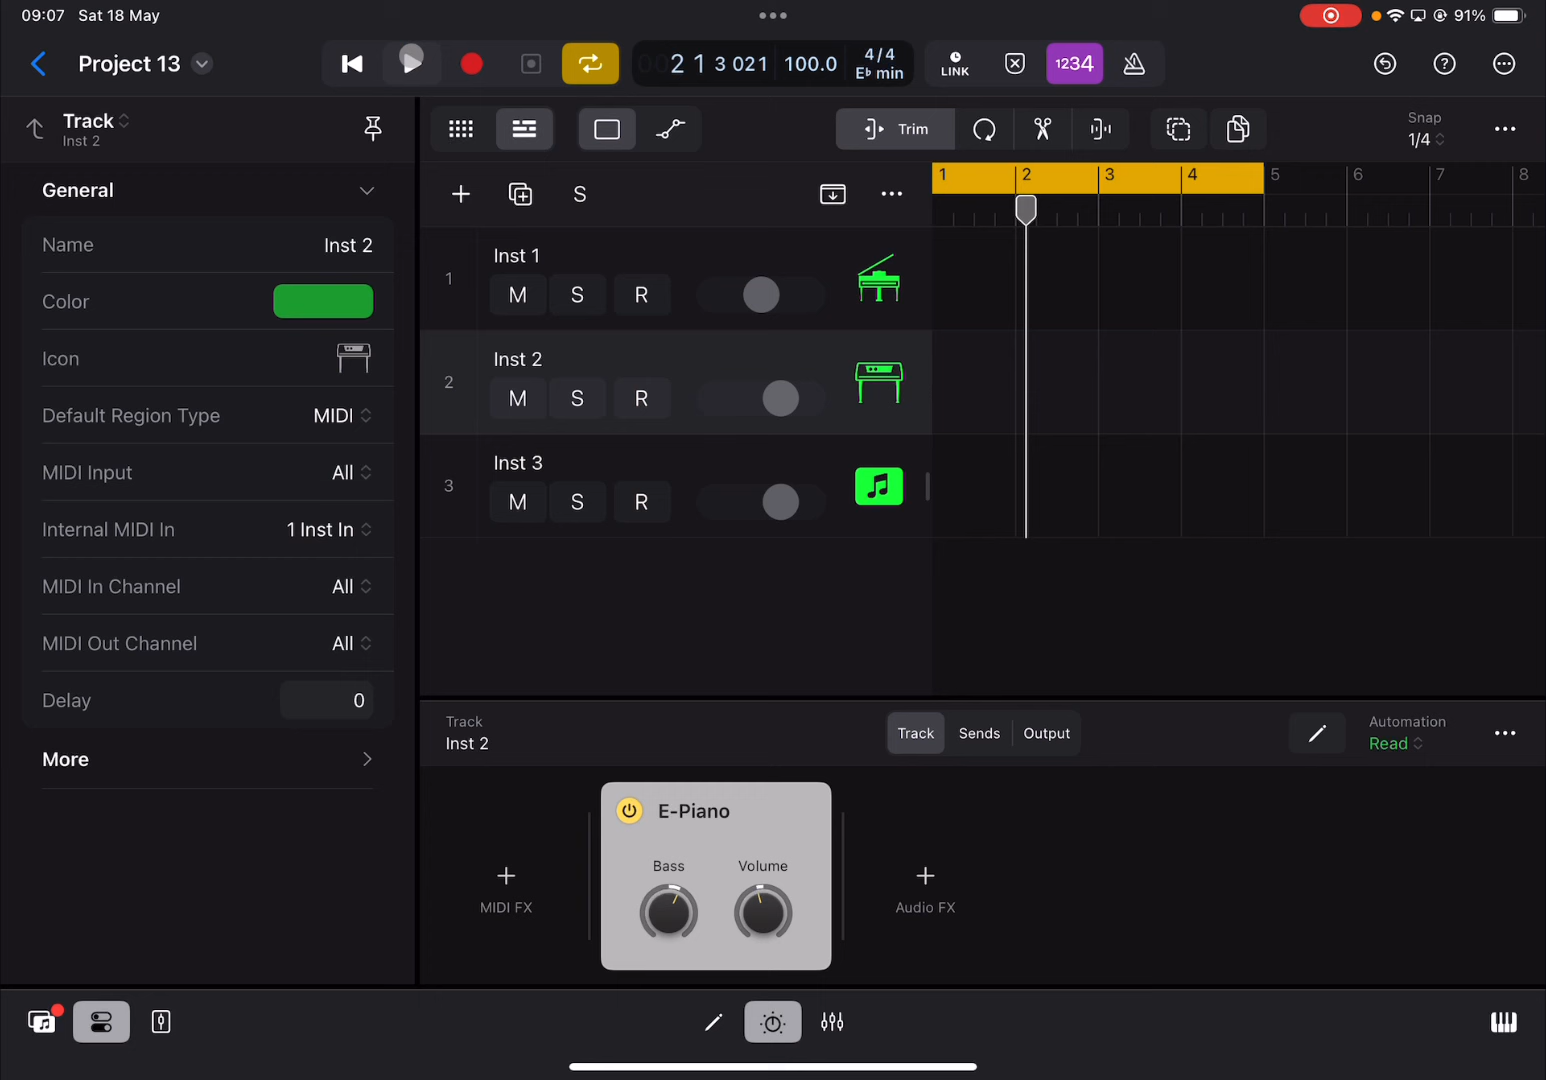 09:07 Sat 18 May
91%
Project 13
2 1 3 021 100.0 4/4 E♭ min
LINK
1234
Track
Inst 2
Trim
Snap
1/4
General
S
1 2 3 4 5 6 7 8
Name Inst 2
Color
Icon
Default Region Type MIDI
MIDI Input All
Internal MIDI In 1 Inst In
MIDI In Channel All
MIDI Out Channel All
Delay 0
More
1 Inst 1
M S R
2 Inst 2
M S R
3 Inst 3
M S R
Track
Inst 2
Track Sends Output
Automation
Read
E-Piano
Bass Volume
MIDI FX
Audio FX